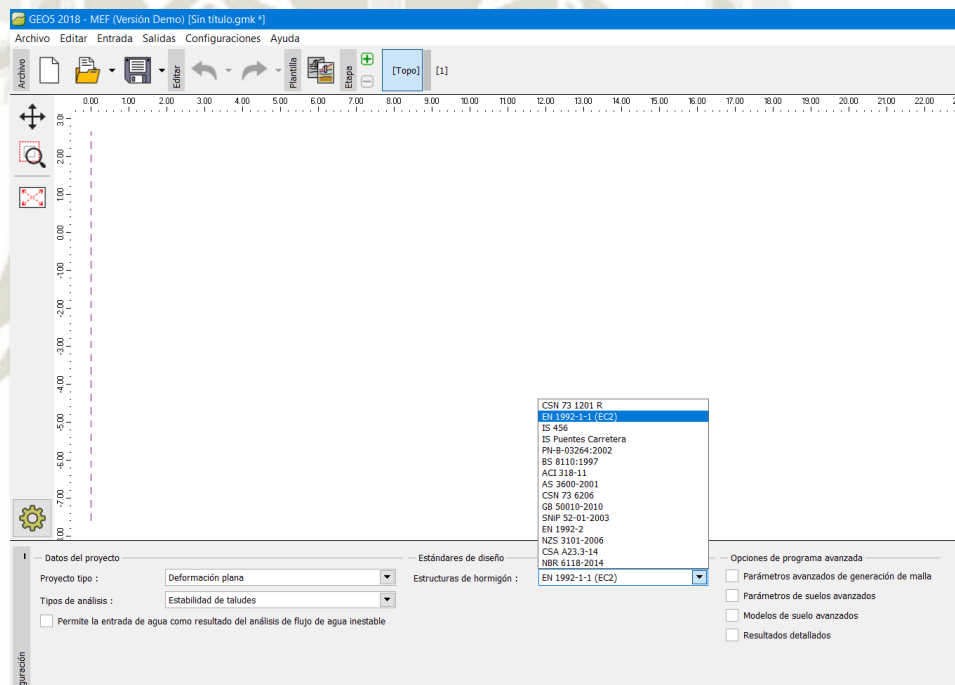 GEO5 2018 - MEF (Versión Demo) [Sin título.gmk *]
Archivo Editar Entrada Salidas Configuraciones Ayuda
Archivo
Editar
Plantilla
Etapa
[Topo] [1]
0.00 1.00 2.00 3.00 4.00 5.00 6.00 7.00 8.00 9.00 10.00 11.00 12.00 13.00 14.00 15.00 16.00 17.00 18.00 19.00 20.00 21.00 22.00
2.00
1.00
0.00
-1.00
-2.00
-3.00
-4.00
-5.00
-6.00
-7.00
CSN 73 1201 R
EN 1992-1-1 (EC2)
IS 456
IS Puentes Carretera
PN-B-03264:2002
BS 8110:1997
ACI 318-11
AS 3600-2001
CSN 73 6206
GB 50010-2010
SNiP 52-01-2003
EN 1992-2
NZS 3101-2006
CSA A23.3-14
NBR 6118-2014
Datos del proyecto
Proyecto tipo : Deformación plana
Tipos de análisis : Estabilidad de taludes
Permite la entrada de agua como resultado del análisis de flujo de agua inestable
Estándares de diseño
Estructuras de hormigón : EN 1992-1-1 (EC2)
Opciones de programa avanzada
Parámetros avanzados de generación de malla
Parámetros de suelos avanzados
Modelos de suelo avanzados
Resultados detallados